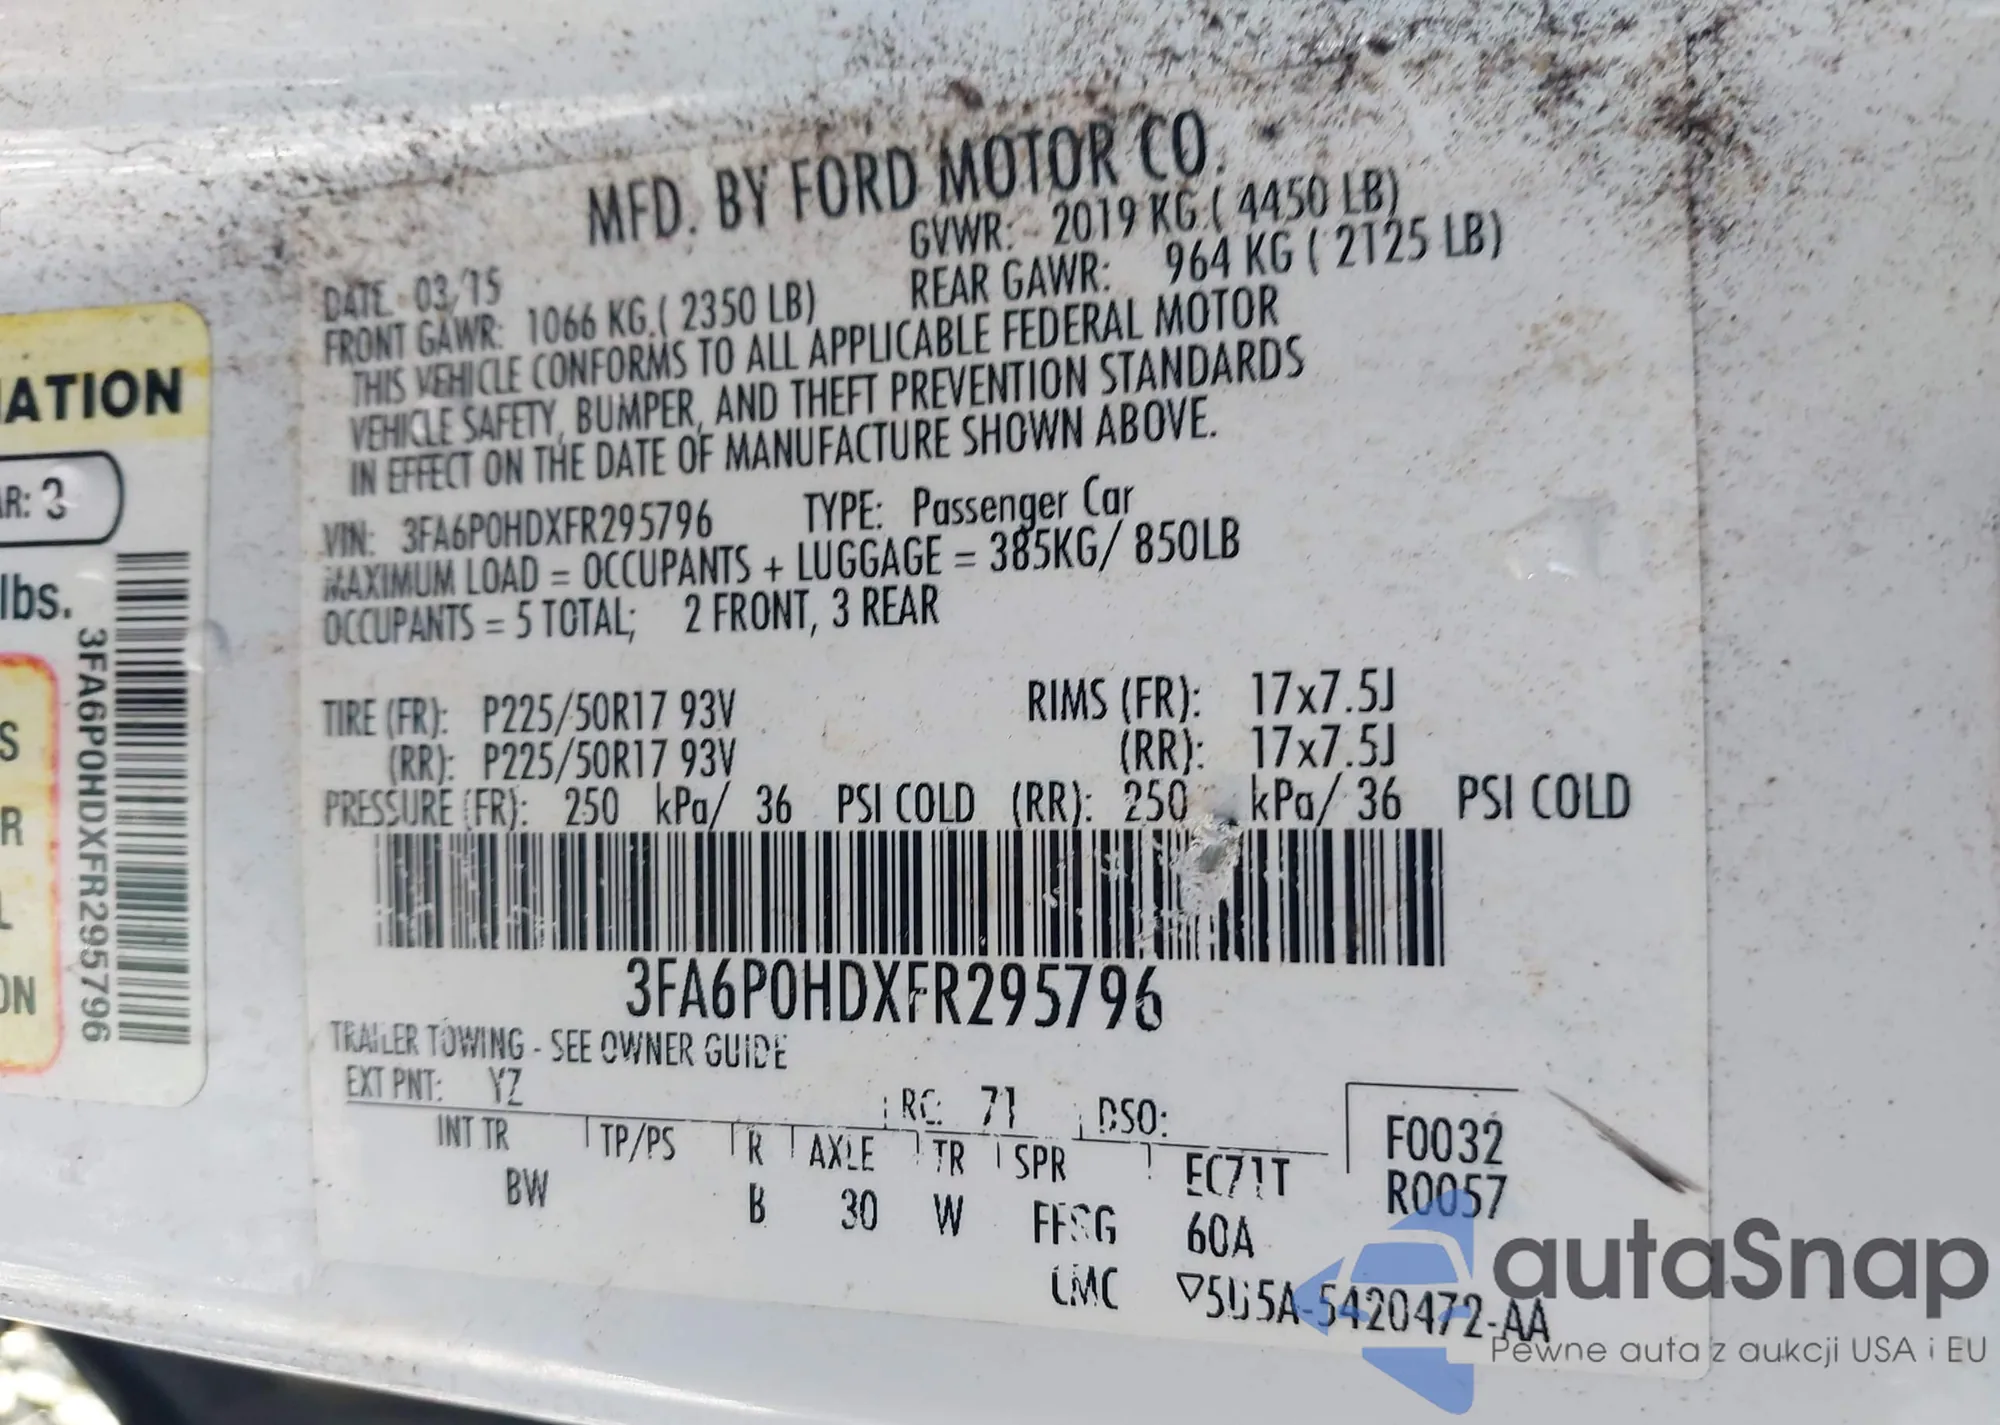 MFD. BY FORD MOTOR CO.
GVWR: 2019 KG ( 4450 LB)
DATE: 03/15
FRONT GAWR: 1066 KG ( 2350 LB) REAR GAWR: 964 KG ( 2125 LB)
THIS VEHICLE CONFORMS TO ALL APPLICABLE FEDERAL MOTOR
VEHICLE SAFETY, BUMPER, AND THEFT PREVENTION STANDARDS
IN EFFECT ON THE DATE OF MANUFACTURE SHOWN ABOVE.
VIN: 3FA6P0HDXFR295796 TYPE: Passenger Car
MAXIMUM LOAD = OCCUPANTS + LUGGAGE = 385KG/ 850LB
OCCUPANTS = 5 TOTAL; 2 FRONT, 3 REAR
TIRE (FR): P225/50R17 93V RIMS (FR): 17x7.5J
(RR): P225/50R17 93V (RR): 17x7.5J
PRESSURE (FR): 250 kPa/ 36 PSI COLD (RR): 250 kPa/ 36 PSI COLD
3FA6P0HDXFR295796
TRAILER TOWING - SEE OWNER GUIDE
EXT PNT: YZ RC: 71 DSO: F0032
INT TR TP/PS R AXLE TR SPR EC71T R0057
BW B 30 W 60A
5420472-AA
ATION
R: 3
lbs.
S
R
L
ON
3FA6P0HDXFR295796
autaSnap
Pewne auta z aukcji USA i EU